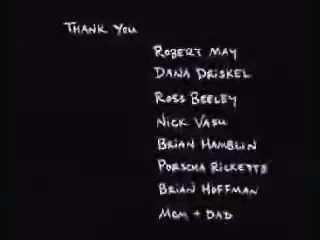 THANK YOU
ROBERT MAY
DANA DRISKEL
ROSS BEELEY
NICK VASU
BRIAN HAMBLIN
PORSCHA RICKETTS
BRIAN HOFFMAN
MOM + DAD